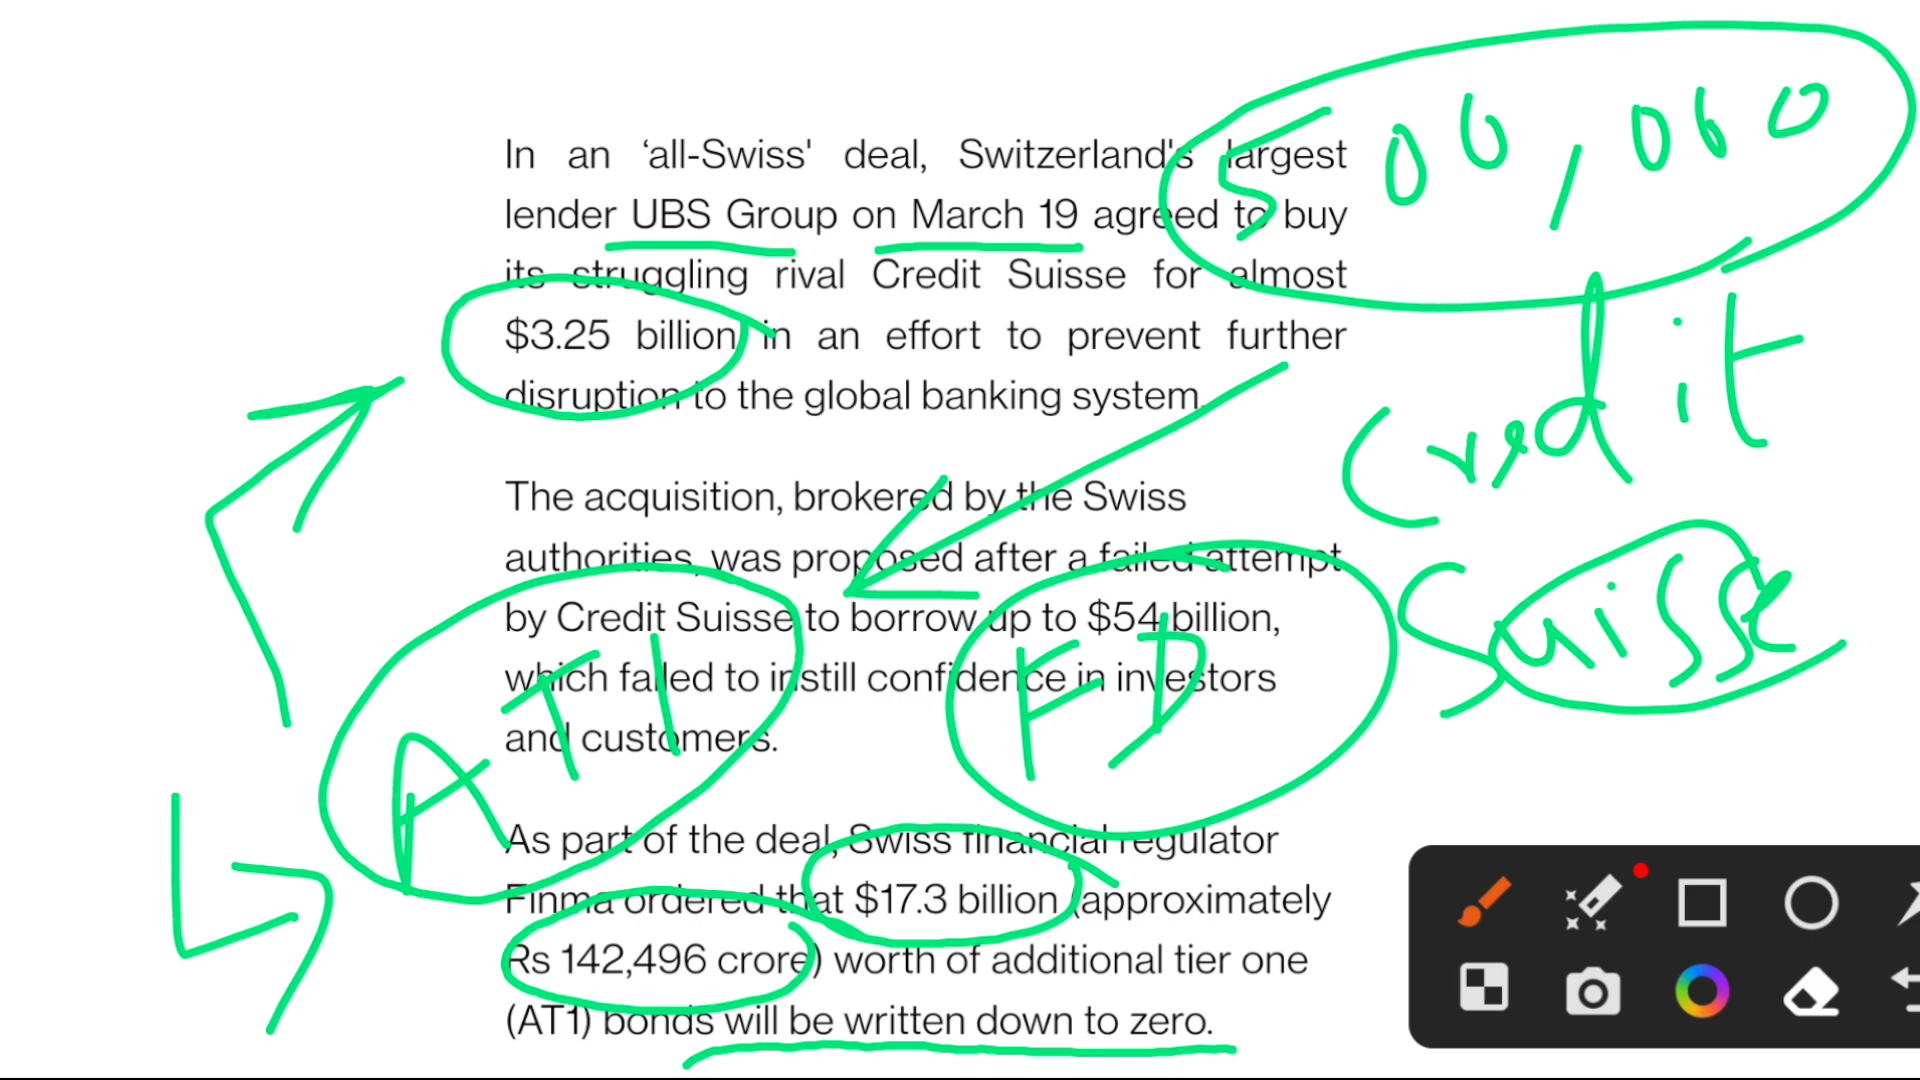 In an ‘all-Swiss' deal, Switzerland's largest
lender UBS Group on March 19 agreed to buy
its struggling rival Credit Suisse for almost
$3.25 billion in an effort to prevent further
disruption to the global banking system.
The acquisition, brokered by the Swiss
authorities, was proposed after a failed attempt
by Credit Suisse to borrow up to $54 billion,
which failed to instill confidence in investors
and customers.
As part of the deal, Swiss financial regulator
Finma ordered that $17.3 billion (approximately
Rs 142,496 crore) worth of additional tier one
(AT1) bonds will be written down to zero.
500,000
Credit
Suisse
AT1
FD